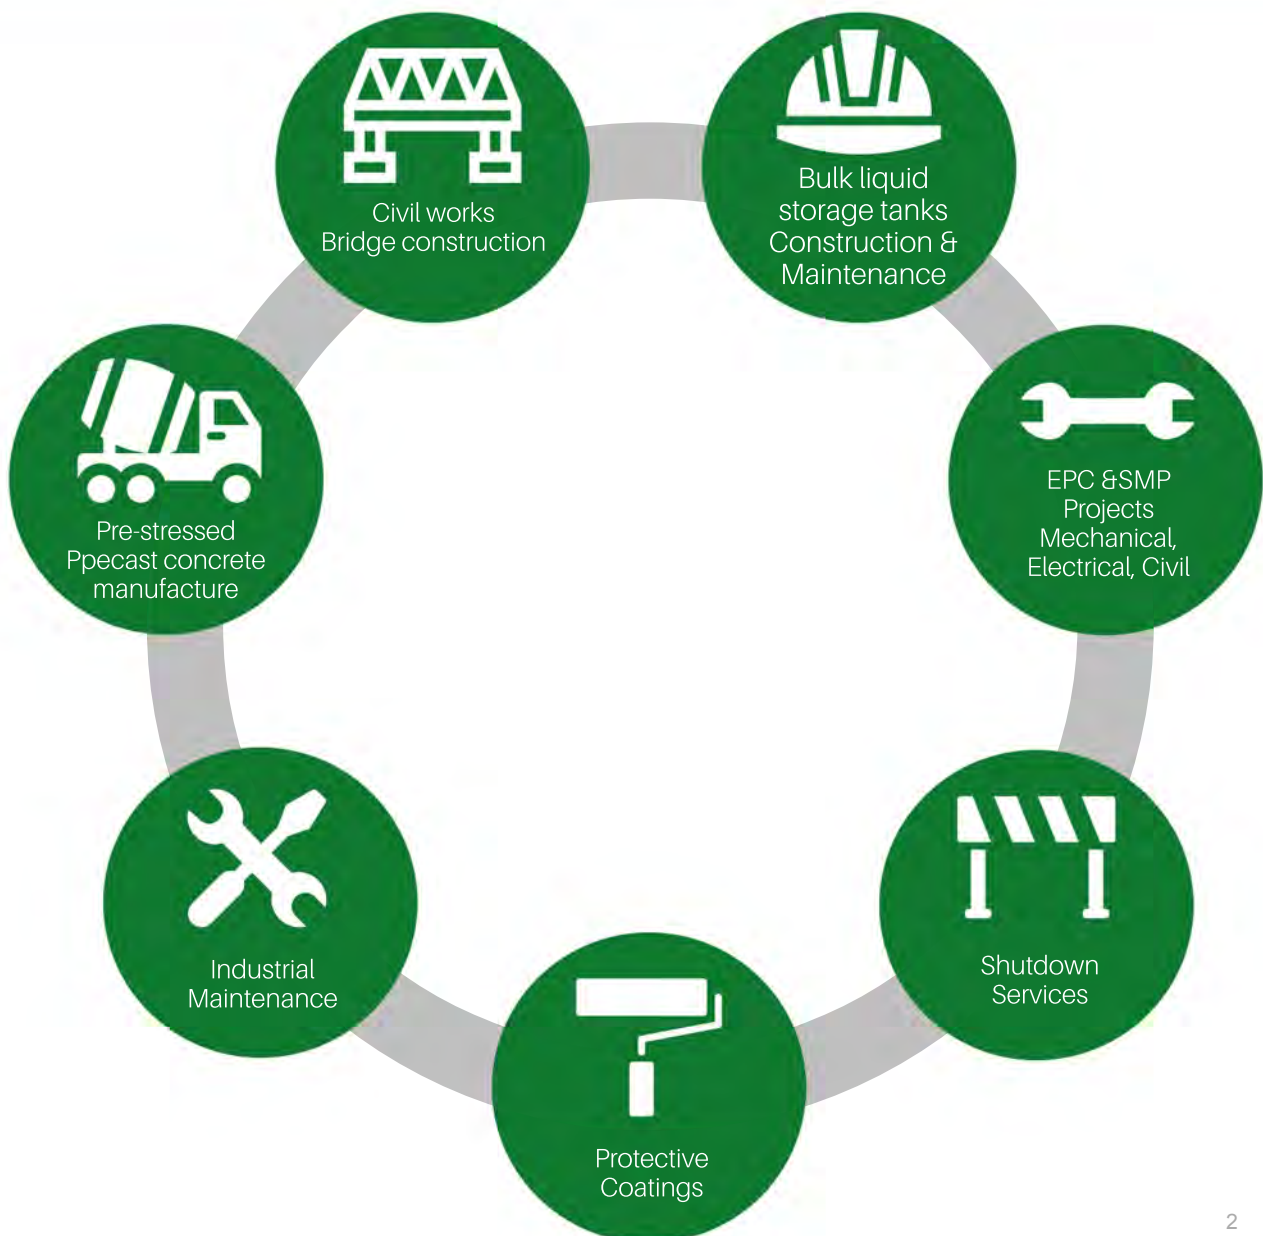 Civil works
Bridge construction
Bulk liquid
storage tanks
Construction &
Maintenance
EPC &SMP
Projects
Mechanical,
Electrical, Civil
Shutdown
Services
Protective
Coatings
Industrial
Maintenance
Pre-stressed
Ppecast concrete
manufacture
2